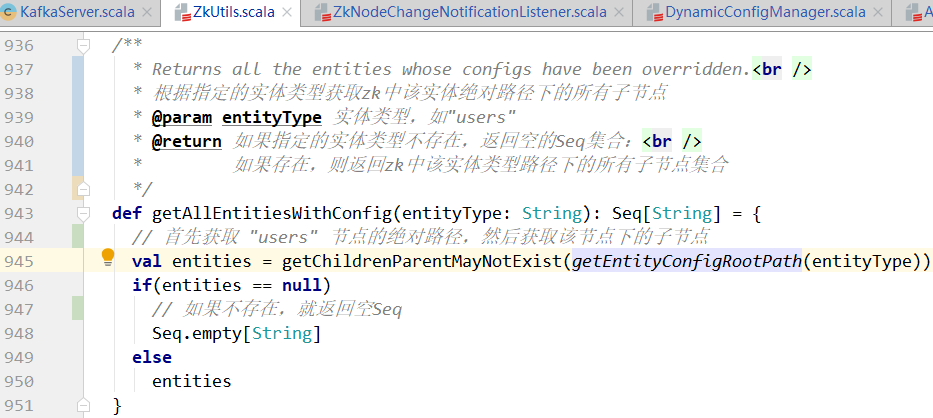 KafkaServer.scala × ZkUtils.scala × ZkNodeChangeNotificationListener.scala × DynamicConfigManager.scala × A
936 /**
937 * Returns all the entities whose configs have been overridden.<br />
938 * 根据指定的实体类型获取zk中该实体绝对路径下的所有子节点
939 * @param entityType 实体类型，如"users"
940 * @return 如果指定的实体类型不存在，返回空的Seq集合：<br />
941 * 如果存在，则返回zk中该实体类型路径下的所有子节点集合
942 */
943 def getAllEntitiesWithConfig(entityType: String): Seq[String] = {
944 // 首先获取 "users" 节点的绝对路径，然后获取该节点下的子节点
945 val entities = getChildrenParentMayNotExist(getEntityConfigRootPath(entityType))
946 if(entities == null)
947 // 如果不存在，就返回空Seq
948 Seq.empty[String]
949 else
950 entities
951 }